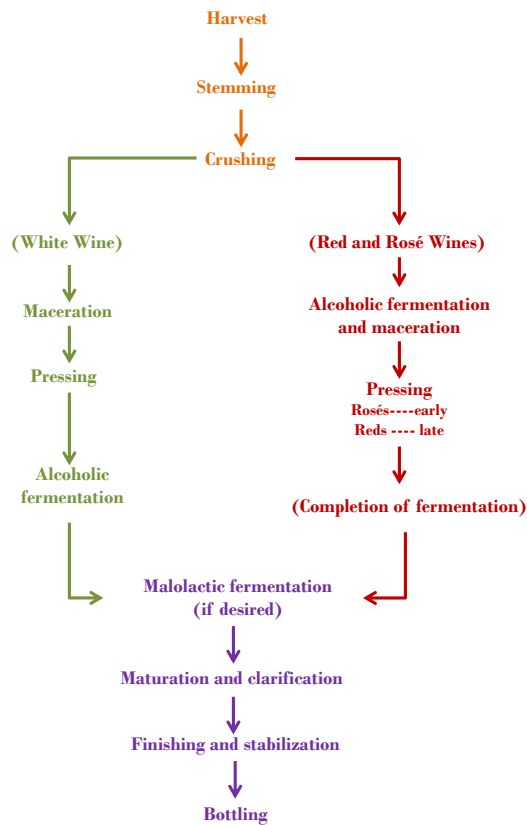 Harvest
Stemming
Crushing
(White Wine)
Maceration
Pressing
Alcoholic
fermentation
(Red and Rosé Wines)
Alcoholic fermentation
and maceration
Pressing
Rosés----early
Reds ---- late
(Completion of fermentation)
Malolactic fermentation
(if desired)
Maturation and clarification
Finishing and stabilization
Bottling